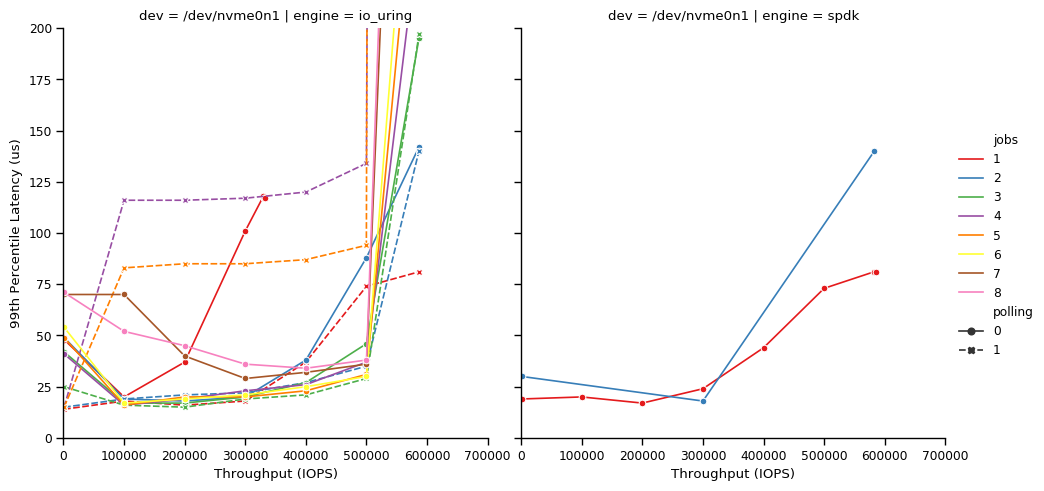 dev = /dev/nvme0n1 | engine = io_uring
dev = /dev/nvme0n1 | engine = spdk
99th Percentile Latency (us)
200
175
150
125
100
75
50
25
0
0 100000 200000 300000 400000 500000 600000 700000
Throughput (IOPS)
0 100000 200000 300000 400000 500000 600000 700000
Throughput (IOPS)
jobs
1
2
3
4
5
6
7
8
polling
0
1